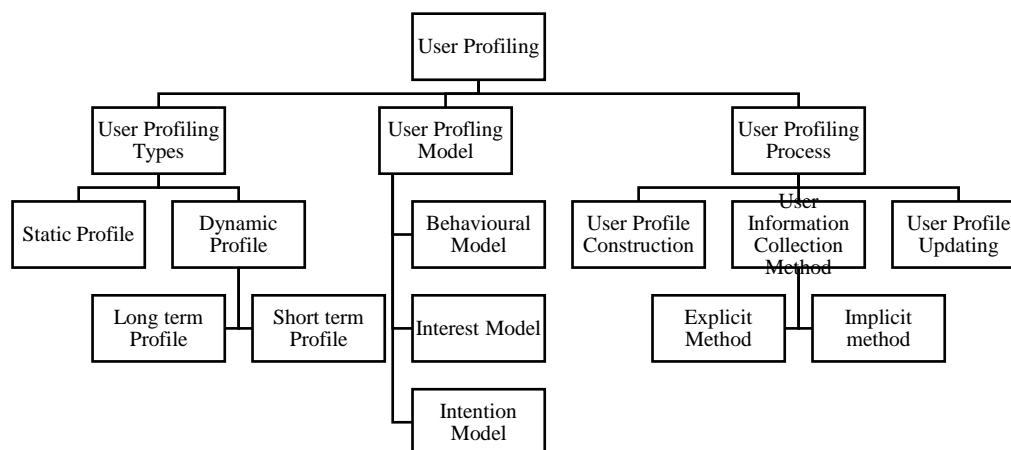 User Profiling
User Profiling
Types
User Profling
Model
User Profiling
Process
Static Profile
Dynamic
Profile
Behavioural
Model
User Profile
Construction
User
Information
Collection
Method
User Profile
Updating
Long term
Profile
Short term
Profile
Interest Model
Explicit
Method
Implicit
method
Intention
Model